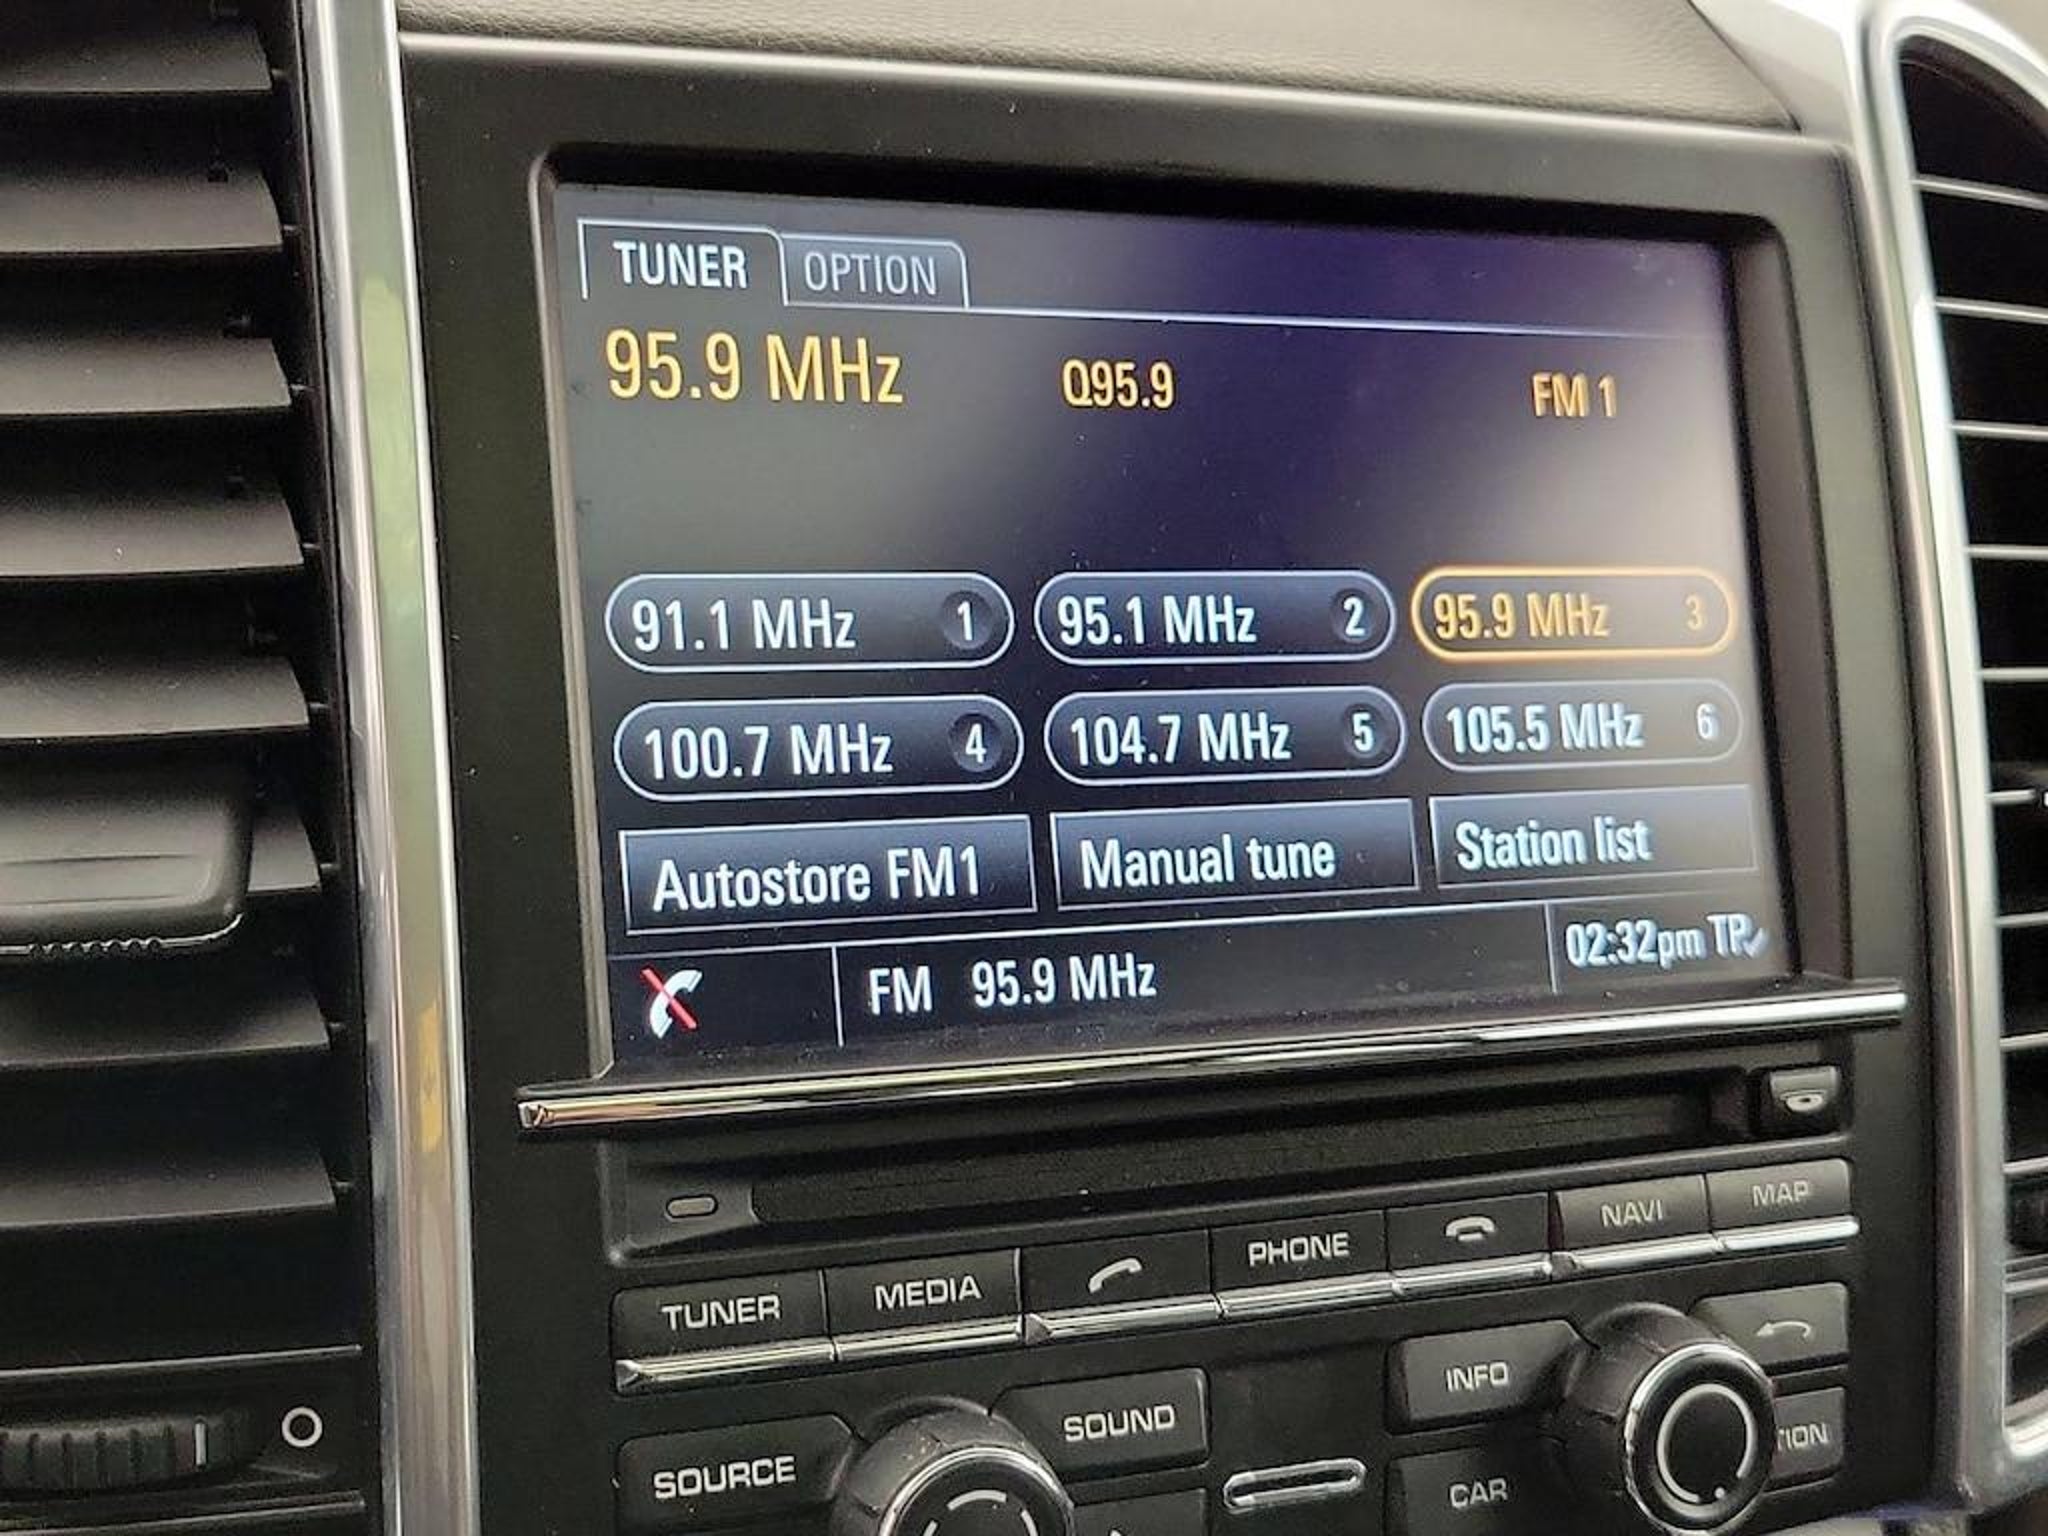 TUNER OPTION
95.9 MHz Q95.9 FM 1
91.1 MHz 1 95.1 MHz 2 95.9 MHz 3
100.7 MHz 4 104.7 MHz 5 105.5 MHz 6
Autostore FM1 Manual tune Station list
FM 95.9 MHz 02:32pm TP
TUNER MEDIA PHONE NAVI MAP
SOURCE SOUND INFO
CAR TION